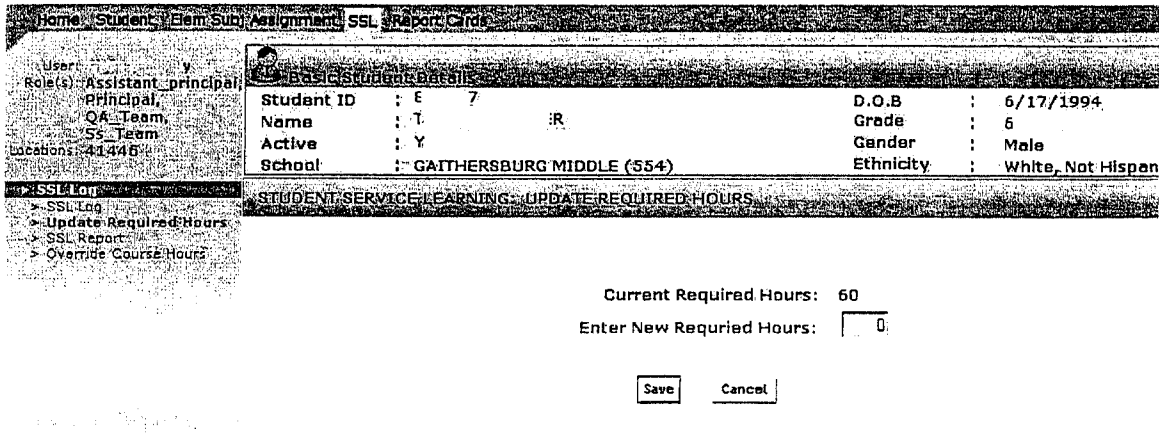 Home Student Elem Subj Assignment SSL Report Cards
User: y
Role(s): Assistant_principal,
Principal,
QA_Team,
Ss_Team
Locations: 41446
Basic Student Details
Student ID : E 7
Name : T R
Active : Y
School : GAITHERSBURG MIDDLE (554)
D.O.B : 6/17/1994
Grade : 6
Gender : Male
Ethnicity : White, Not Hispan
SSL Log
> SSL Log
> Update Required Hours
> SSL Report
> Override Course Hours
STUDENT SERVICE LEARNING: UPDATE REQUIRED HOURS
Current Required Hours: 60
Enter New Requried Hours: 0
Save Cancel